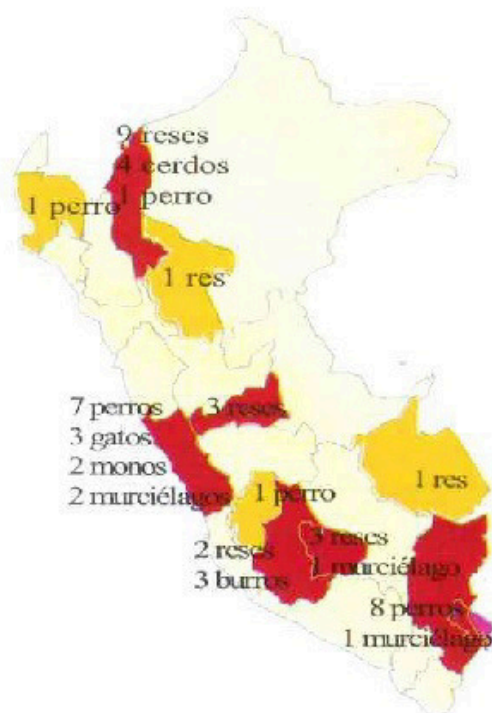 9 reses
4 cerdos
1 perro
1 perro
1 res
7 perros
3 gatos
2 monos
2 murciélagos
3 reses
1 res
1 perro
2 reses
3 burros
3 reses
1 murciélago
8 perros
1 murciélago